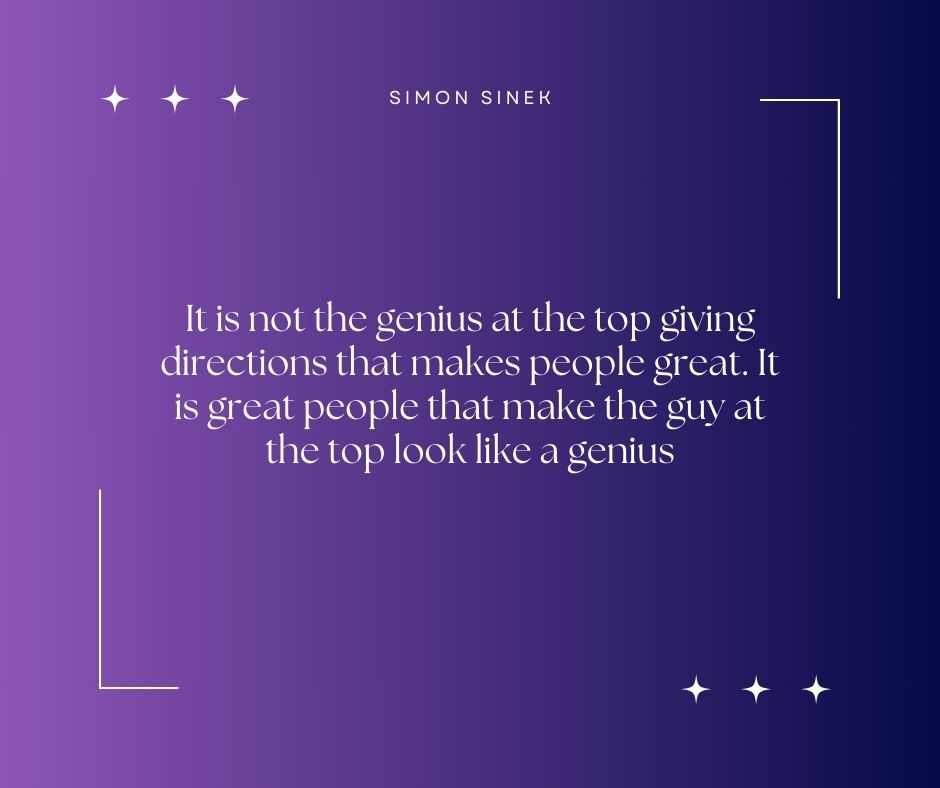 SIMON SINEK
It is not the genius at the top giving
directions that makes people great. It
is great people that make the guy at
the top look like a genius